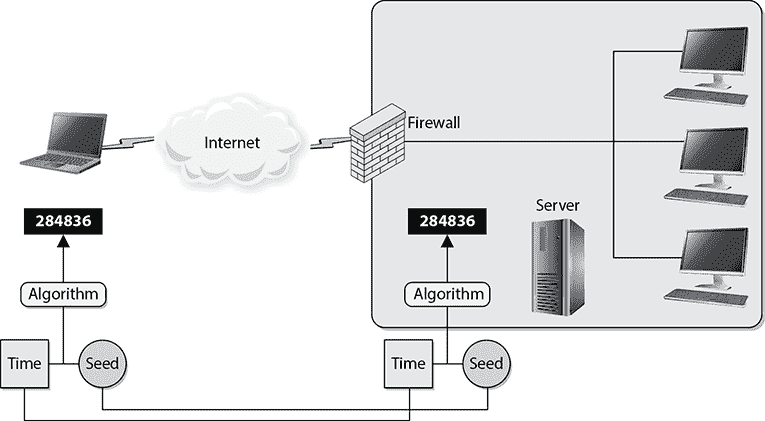 Internet
Firewall
284836
284836
Server
Algorithm
Algorithm
Time
Seed
Time
Seed